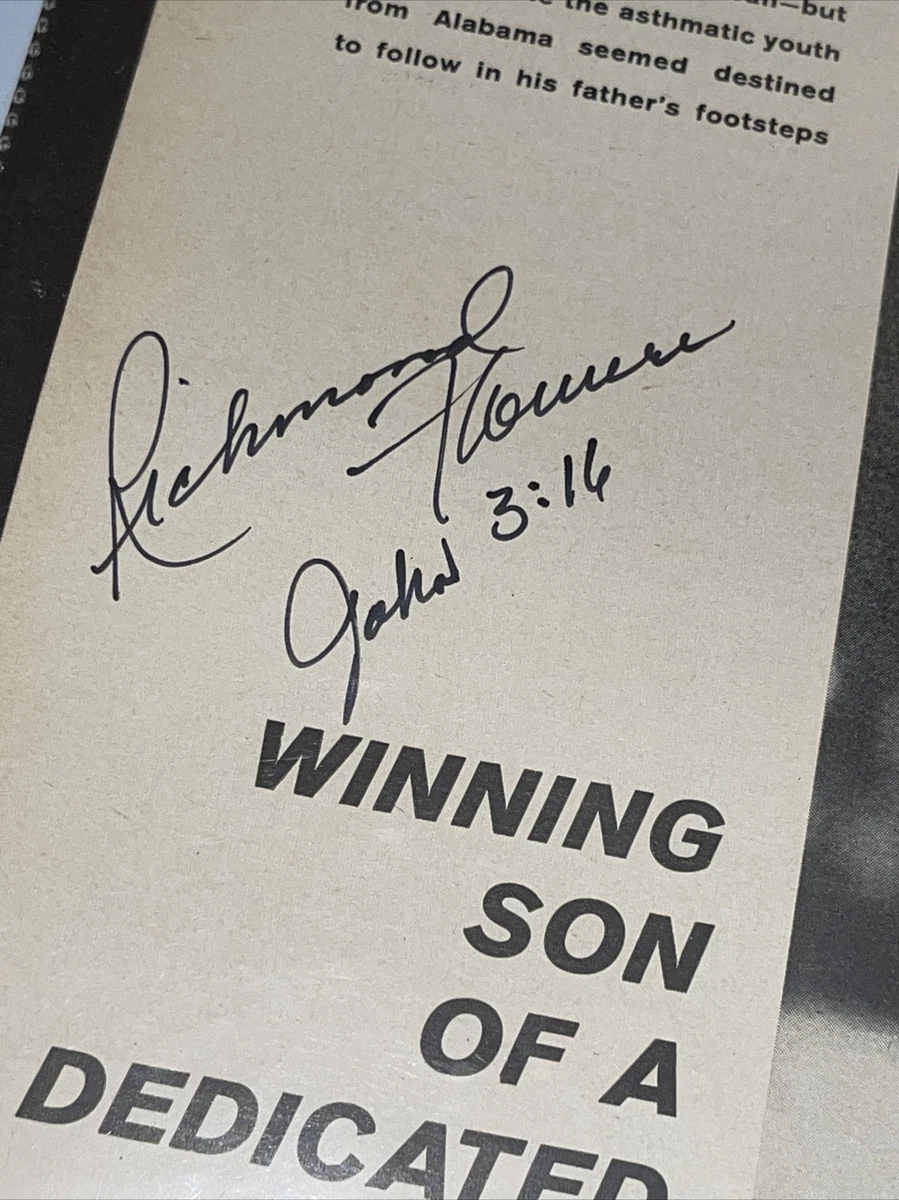 —but
the asthmatic youth
from Alabama seemed destined
to follow in his father's footsteps
Richmond
Flowers
John 3:16
WINNING
SON
OF A
DEDICATED